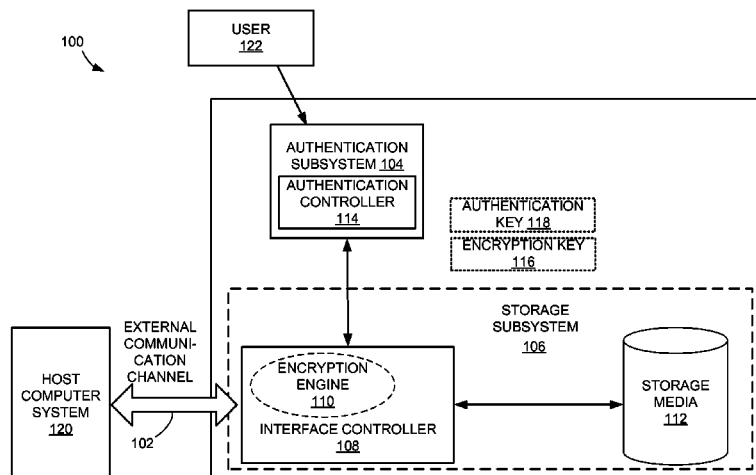 USER
122
100
AUTHENTICATION
SUBSYSTEM 104
AUTHENTICATION
CONTROLLER
114
AUTHENTICATION
KEY 118
ENCRYPTION KEY
116
STORAGE
SUBSYSTEM
106
EXTERNAL
COMMUNI-
CATION
CHANNEL
HOST
COMPUTER
SYSTEM
120
102
ENCRYPTION
ENGINE
110
INTERFACE CONTROLLER
108
STORAGE
MEDIA
112